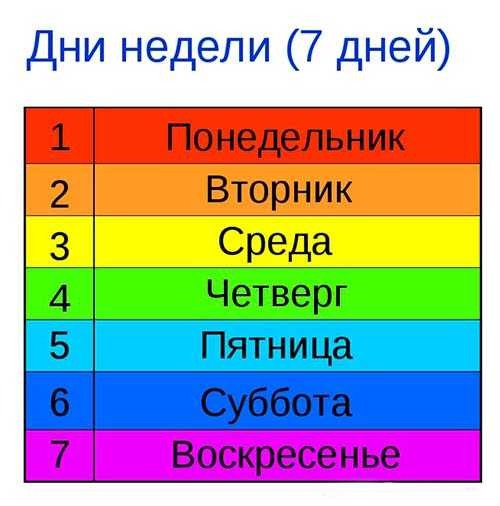 Дни недели (7 дней)
1 Понедельник
2 Вторник
3 Среда
4 Четверг
5 Пятница
6 Суббота
7 Воскресенье